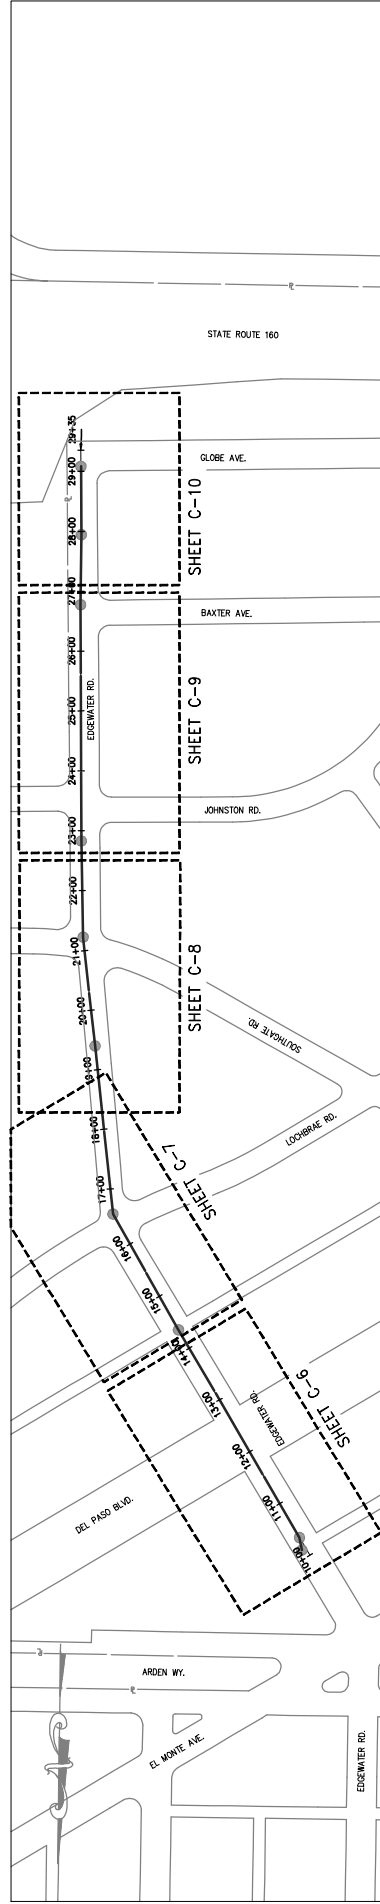 STATE ROUTE 160
29+35
GLOBE AVE.
29+00
SHEET C-10
28+00
27+00
BAXTER AVE.
26+00
EDGEWATER RD.
SHEET C-9
25+00
24+00
JOHNSTON RD.
23+00
22+00
21+00
SHEET C-8
20+00
SOUTHGATE RD.
19+00
18+00
LOCHBRAE RD.
SHEET C-7
17+00
16+00
15+00
14+00
13+00
EDGEWATER RD.
SHEET C-6
12+00
11+00
DEL PASO BLVD.
10+00
ARDEN WY.
EL MONTE AVE.
EDGEWATER RD.